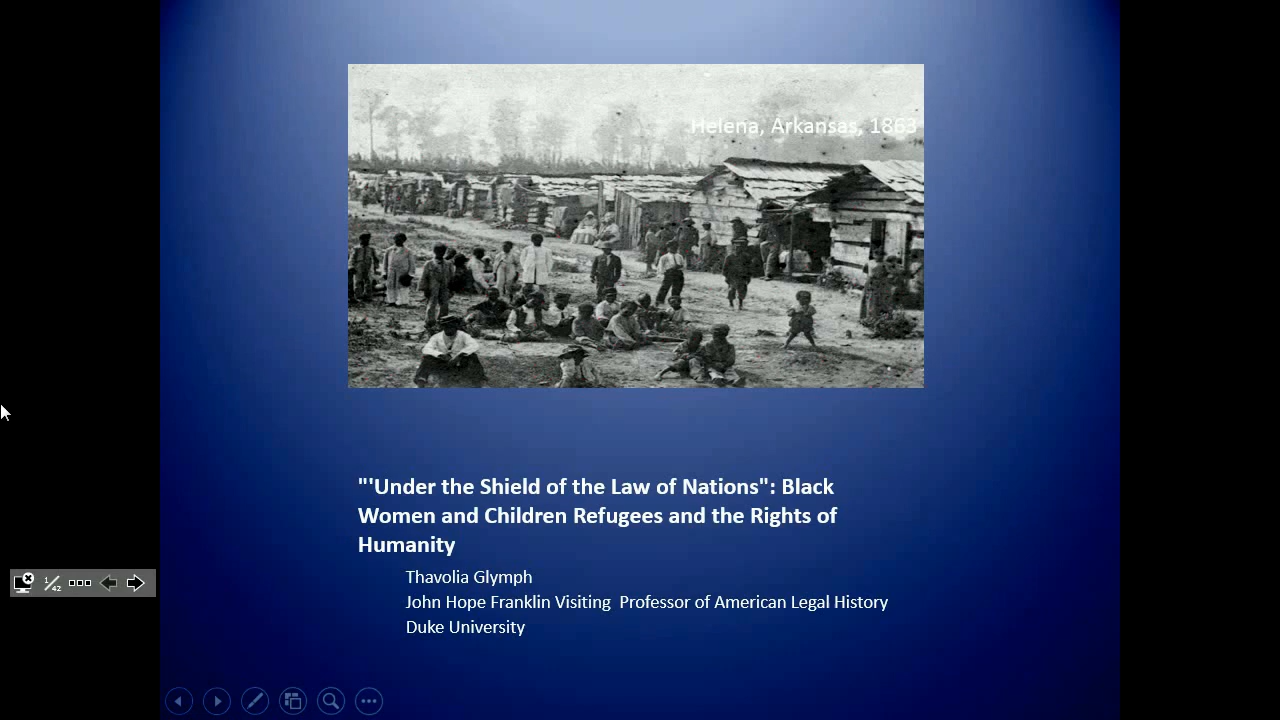 Helena, Arkansas, 1863
"'Under the Shield of the Law of Nations": Black
Women and Children Refugees and the Rights of
Humanity
Thavolia Glymph
John Hope Franklin Visiting  Professor of American Legal History
Duke University
1/42